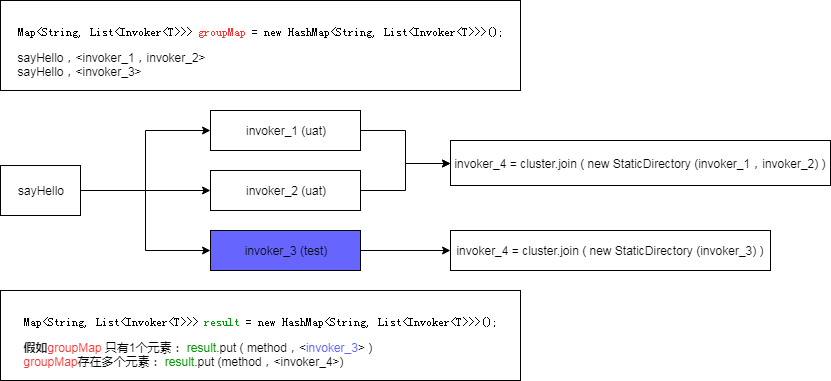 Map<String, List<Invoker<T>>> groupMap = new HashMap<String, List<Invoker<T>>>();
sayHello，<invoker_1，invoker_2>
sayHello，<invoker_3>
invoker_1 (uat)
invoker_4 = cluster.join ( new StaticDirectory (invoker_1，invoker_2) )
sayHello
invoker_2 (uat)
invoker_3 (test)
invoker_4 = cluster.join ( new StaticDirectory (invoker_3) )
Map<String, List<Invoker<T>>> result = new HashMap<String, List<Invoker<T>>>();
假如groupMap 只有1个元素： result.put ( method，<invoker_3> )
groupMap存在多个元素： result.put (method，<invoker_4>)